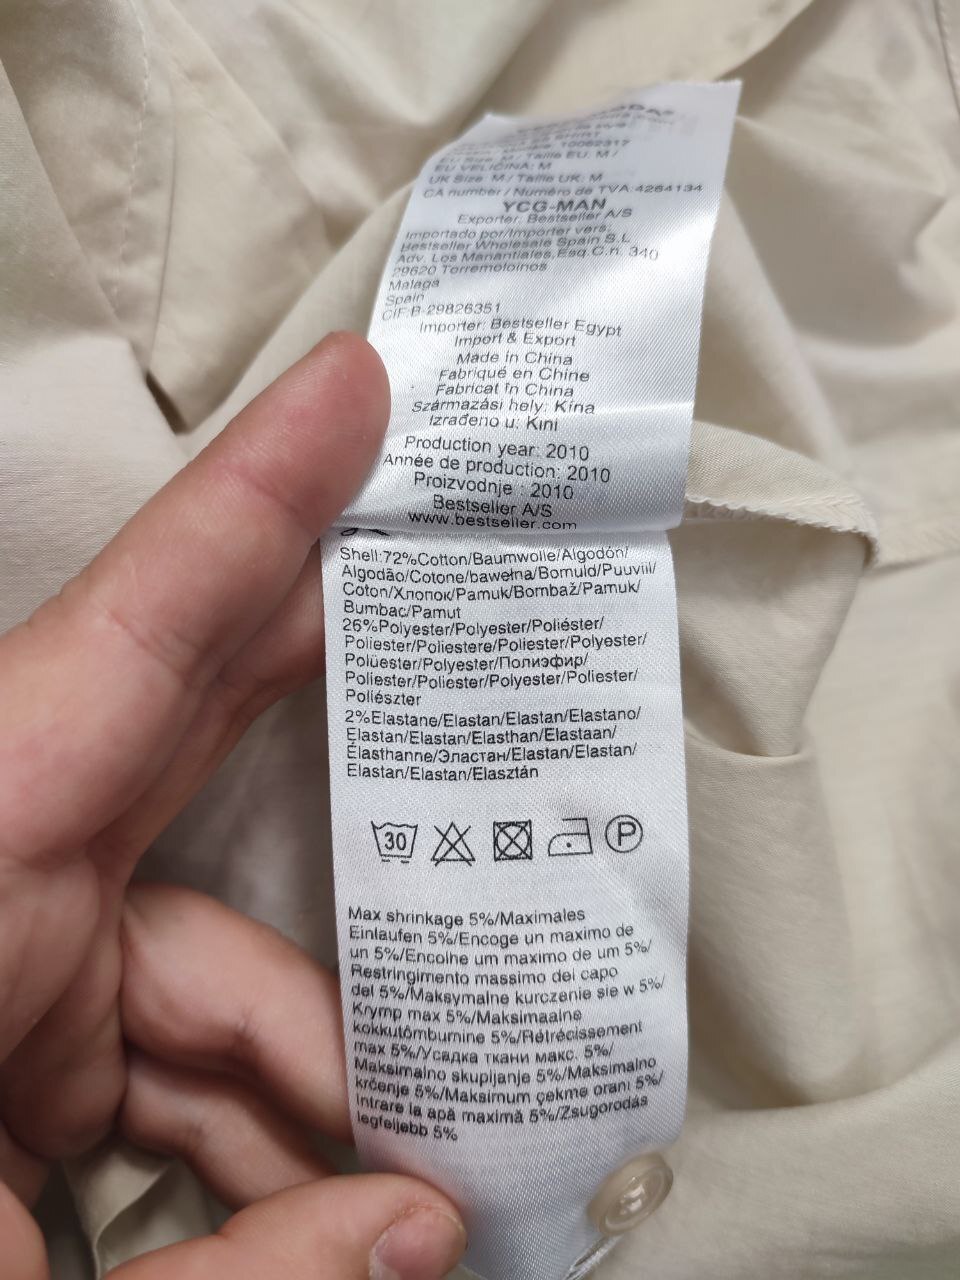 SHIRT
10062317
EU Size: M / Taille EU: M /
EU VELIČINA: M
UK Size: M / Taille UK: M
CA number / Numéro de TVA:4264134
YCG-MAN
Exporter: Bestseller A/S
Importado por/Importer vers,
Bestseller Wholesale Spain S.L
Adv. Los Manantiales,Esq.C.n. 340
29620 Torremoloinos
Malaga
Spain
CIF:B-29826351
Importer: Bestseller Egypt
Import & Export
Made in China
Fabriqué en Chine
Fabricat în China
Származási hely: Kína
Izrađeno u: Kini
Production year: 2010
Année de production: 2010
Proizvodnje : 2010
Bestseller A/S
www.bestseller.com
Shell:72%Cotton/Baumwolle/Algodón/
Algodão/Cotone/bawełna/Bomuld/Puuvill/
Coton/Хлопок/Pamuk/Bombaž/Pamuk/
Bumbac/Pamut
26%Polyester/Polyester/Poliéster/
Poliester/Poliestere/Poliester/Polyester/
Polüester/Polyester/Полиэфир/
Poliester/Poliester/Polyester/Poliester/
Poliészter
2%Elastane/Elastan/Elastan/Elastano/
Elastan/Elastan/Elasthan/Elastaan/
Élasthanne/Эластан/Elastan/Elastan/
Elastan/Elastan/Elasztán
30
P
Max shrinkage 5%/Maximales
Einlaufen 5%/Encoge un maximo de
un 5%/Encolhe um maximo de um 5%/
Restringimento massimo del capo
del 5%/Maksymalne kurczenie sie w 5%/
Krymp max 5%/Maksimaalne
kokkutõmbumine 5%/Rétrécissement
max 5%/Усадка ткани макс. 5%/
Maksimalno skupljanje 5%/Maksimalno
krčenje 5%/Maksimum çekme oranı 5%/
Intrare la apă maximă 5%/Zsugorodás
legfeljebb 5%